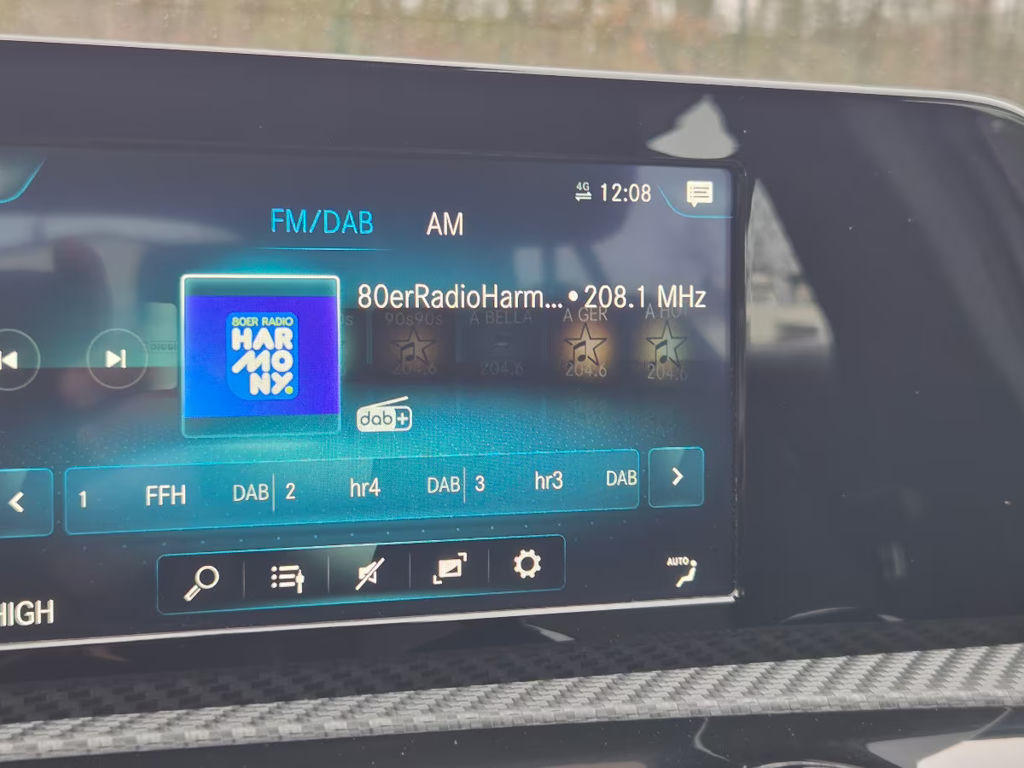 4G 12:08
FM/DAB AM
80erRadioHarm... • 208.1 MHz
90s90s A BELLA A GER A HO
204.6 204.6 204.6 204.6
80ER RADIO
HAR
MO
NY.
dab+
1 FFH DAB 2 hr4 DAB 3 hr3 DAB
AUTO
HIGH